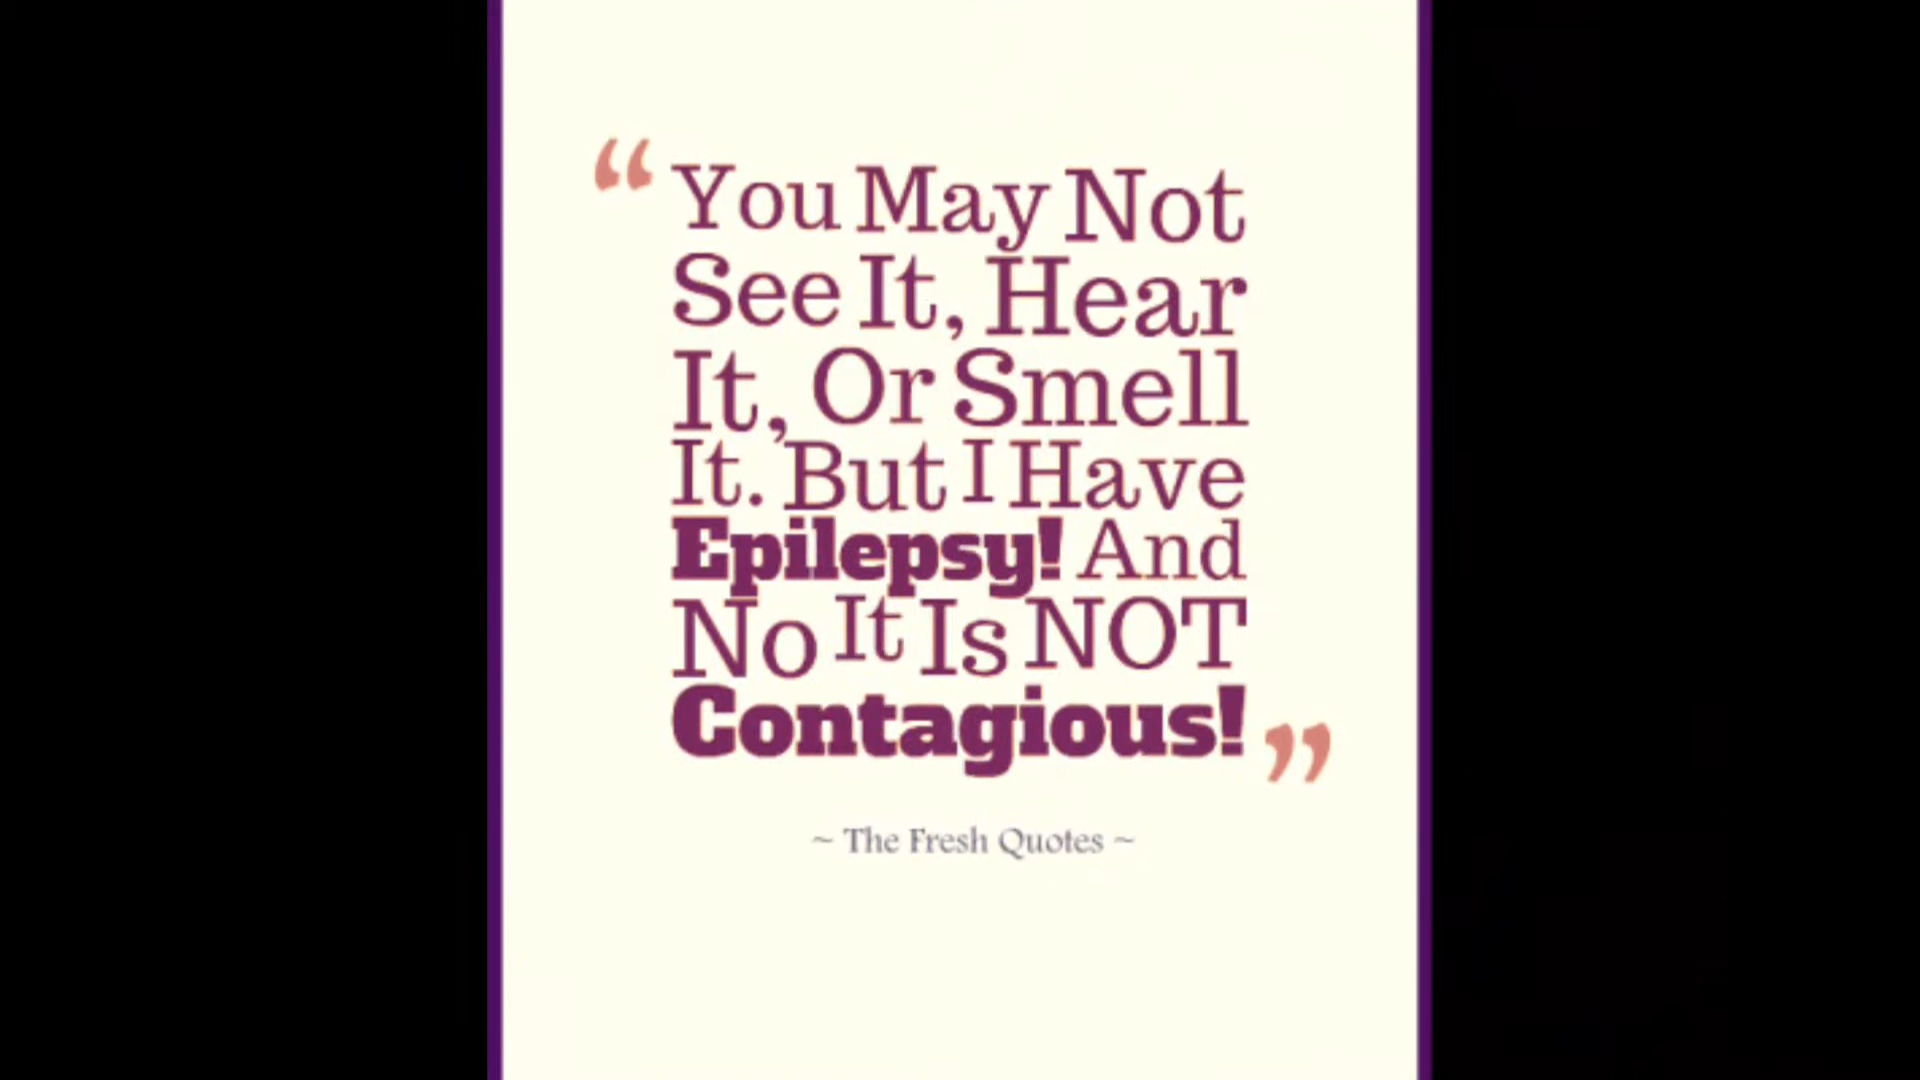 “You May Not
See It, Hear
It, Or Smell
It. But I Have
Epilepsy! And
No It Is NOT
Contagious!”
~ The Fresh Quotes ~